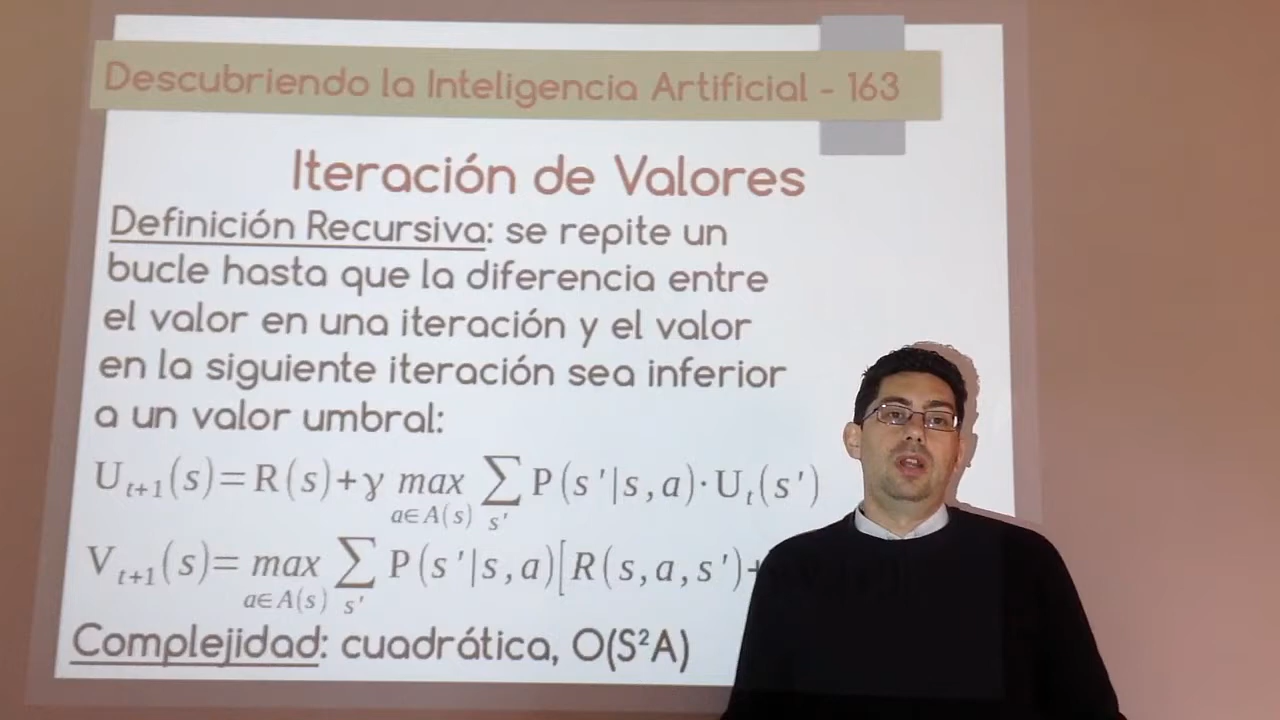 Descubriendo la Inteligencia Artificial - 163
Iteración de Valores
Definición Recursiva: se repite un
bucle hasta que la diferencia entre
el valor en una iteración y el valor
en la siguiente iteración sea inferior
a un valor umbral:
U_{t+1}(s)=R(s)+γ max_{a∈A(s)} ∑_{s'} P(s'|s,a)·U_t(s')
V_{t+1}(s)= max_{a∈A(s)} ∑_{s'} P(s'|s,a)[R(s,a,s')+
Complejidad: cuadrática, O(S²A)